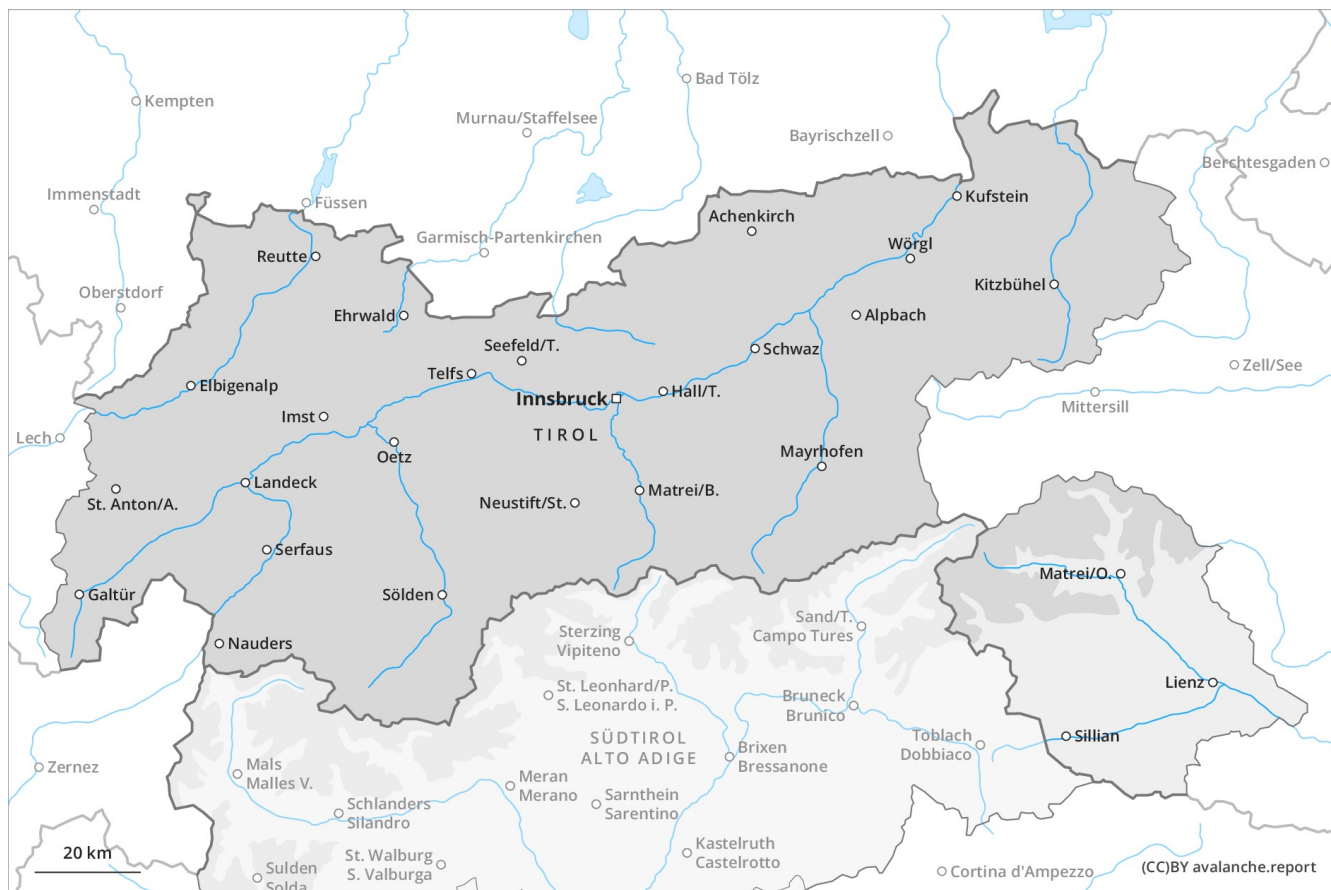 Bad Tölz
Kempten
Murnau/Staffelsee
Bayrischzell
Berchtesgaden
Immenstadt
Füssen
Kufstein
Achenkirch
Garmisch-Partenkirchen
Wörgl
Reutte
Kitzbühel
Oberstdorf
Ehrwald
Alpbach
Seefeld/T.
Schwaz
Zell/See
Telfs
Elbigenalp
Hall/T.
Innsbruck
Mittersill
Imst
Lech
TIROL
Oetz
Mayrhofen
Landeck
Matrei/B.
St. Anton/A.
Neustift/St.
Serfaus
Matrei/O.
Galtür
Sölden
Sand/T.
Campo Tures
Sterzing
Vipiteno
Nauders
Lienz
St. Leonhard/P.
S. Leonardo i. P.
Bruneck
Brunico
SÜDTIROL
ALTO ADIGE
Toblach
Dobbiaco
Sillian
Brixen
Bressanone
Zernez
Mals
Malles V.
Meran
Merano
Schlanders
Silandro
Sarnthein
Sarentino
Kastelruth
Castelrotto
20 km
St. Walburg
S. Valburga
Sulden
Solda
Cortina d'Ampezzo
(CC)BY avalanche.report